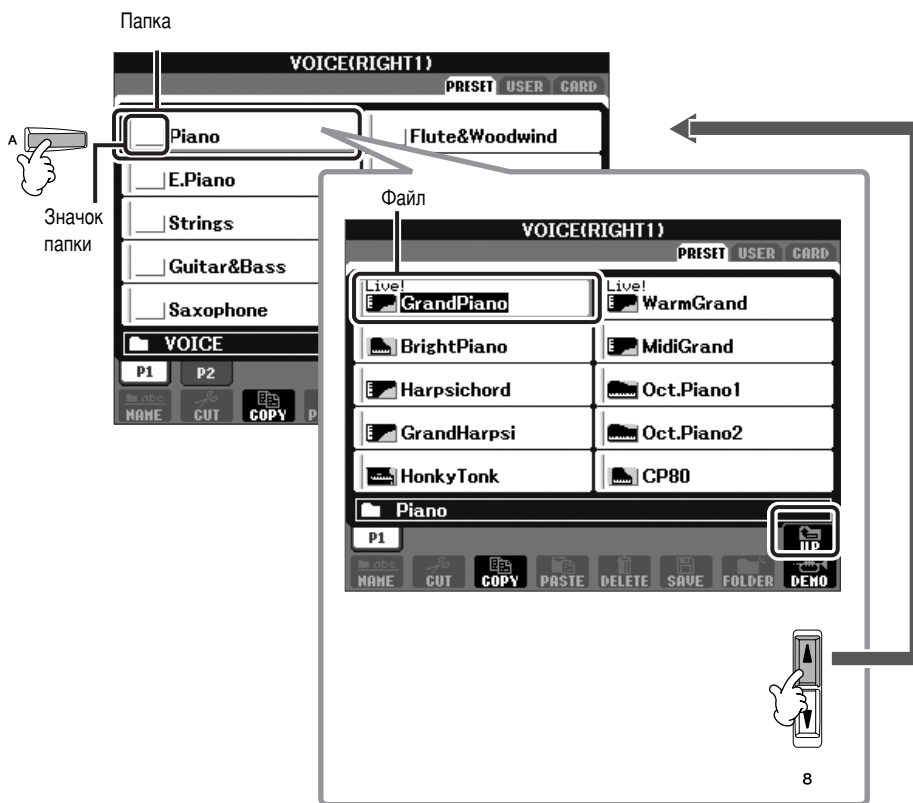 Папка
VOICE(RIGHT1)
PRESET USER CARD
A
Piano
Flute&Woodwind
E.Piano
Strings
Guitar&Bass
Saxophone
VOICE
P1 P2
NAME CUT COPY P
Значок
папки
Файл
VOICE(RIGHT1)
PRESET USER CARD
Live!
GrandPiano
Live!
WarmGrand
BrightPiano
MidiGrand
Harpsichord
Oct.Piano1
GrandHarpsi
Oct.Piano2
HonkyTonk
CP80
Piano
P1
UP
NAME CUT COPY PASTE DELETE SAVE FOLDER DEMO
8